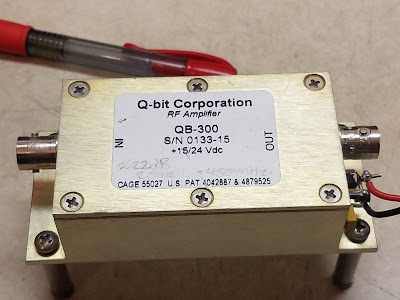 Q-bit Corporation
RF Amplifier
QB-300
S/N 0133-15
+15/24 Vdc
IN
OUT
CAGE 55027 U.S. PAT 4042887 & 4879525